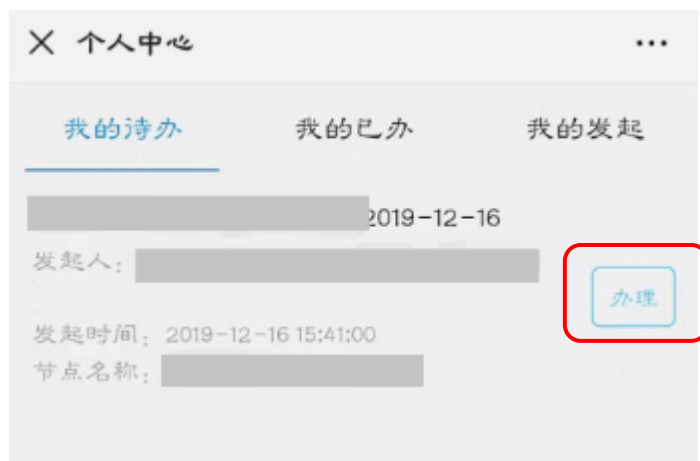 个人中心
我的待办 我的已办 我的发起
2019-12-16
发起人：
办理
发起时间：2019-12-16 15:41:00
节点名称：